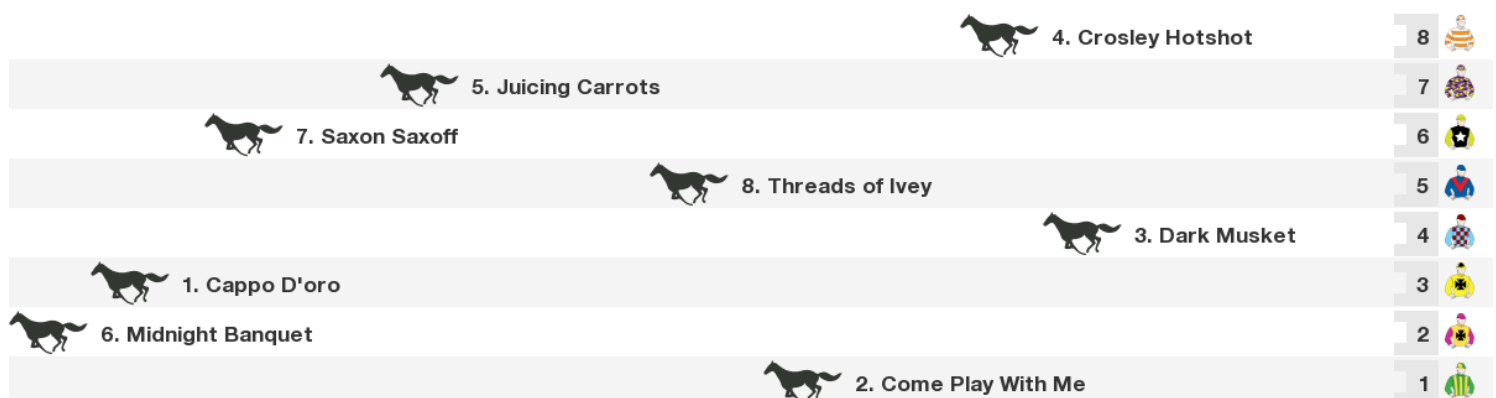 4. Crosley Hotshot 8
5. Juicing Carrots 7
7. Saxon Saxoff 6
8. Threads of Ivey 5
3. Dark Musket 4
1. Cappo D'oro 3
6. Midnight Banquet 2
2. Come Play With Me 1